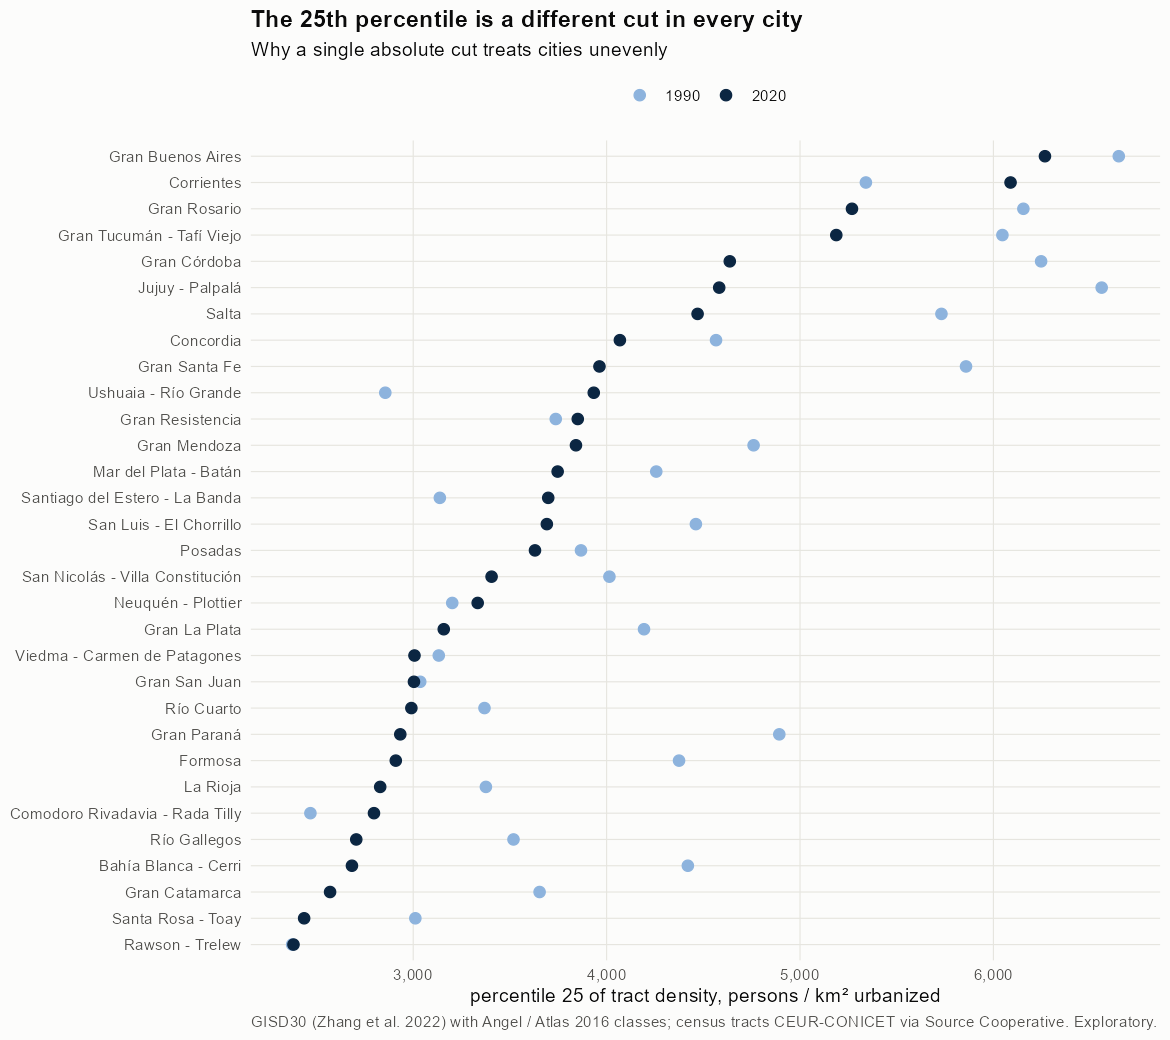 The 25th percentile is a different cut in every city
Why a single absolute cut treats cities unevenly
1990 2020
Gran Buenos Aires
Corrientes
Gran Rosario
Gran Tucumán - Tafí Viejo
Gran Córdoba
Jujuy - Palpalá
Salta
Concordia
Gran Santa Fe
Ushuaia - Río Grande
Gran Resistencia
Gran Mendoza
Mar del Plata - Batán
Santiago del Estero - La Banda
San Luis - El Chorrillo
Posadas
San Nicolás - Villa Constitución
Neuquén - Plottier
Gran La Plata
Viedma - Carmen de Patagones
Gran San Juan
Río Cuarto
Gran Paraná
Formosa
La Rioja
Comodoro Rivadavia - Rada Tilly
Río Gallegos
Bahía Blanca - Cerri
Gran Catamarca
Santa Rosa - Toay
Rawson - Trelew
3,000 4,000 5,000 6,000
percentile 25 of tract density, persons / km² urbanized
GISD30 (Zhang et al. 2022) with Angel / Atlas 2016 classes; census tracts CEUR-CONICET via Source Cooperative. Exploratory.